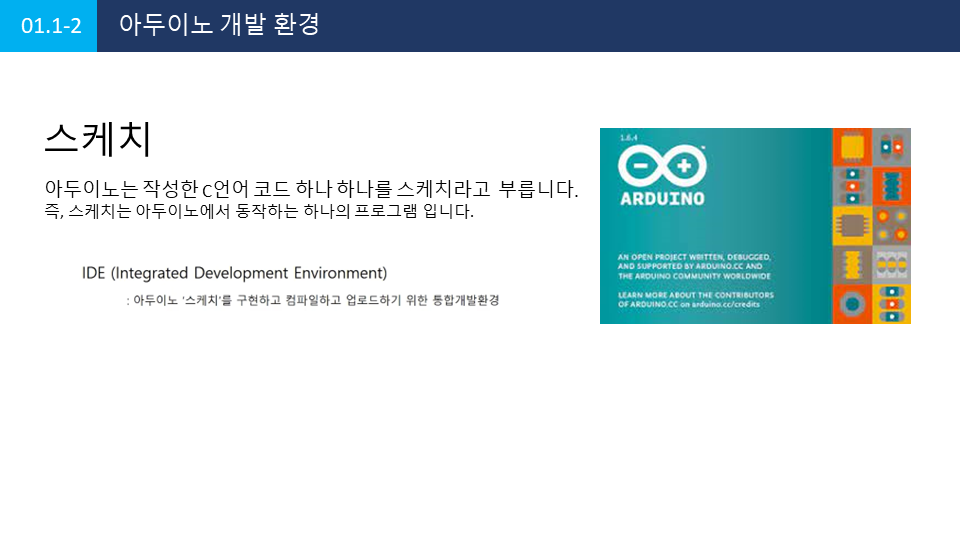 01.1-2
아두이노 개발 환경
스케치
아두이노는 작성한 C언어 코드 하나 하나를 스케치라고 부릅니다.
즉, 스케치는 아두이노에서 동작하는 하나의 프로그램 입니다.
IDE (Integrated Development Environment)
: 아두이노 '스케치'를 구현하고 컴파일하고 업로드하기 위한 통합개발환경
1.6.4
ARDUINO
AN OPEN PROJECT WRITTEN, DEBUGGED,
AND SUPPORTED BY ARDUINO.CC AND
THE ARDUINO COMMUNITY WORLDWIDE
LEARN MORE ABOUT THE CONTRIBUTORS
OF ARDUINO.CC on arduino.cc/credits